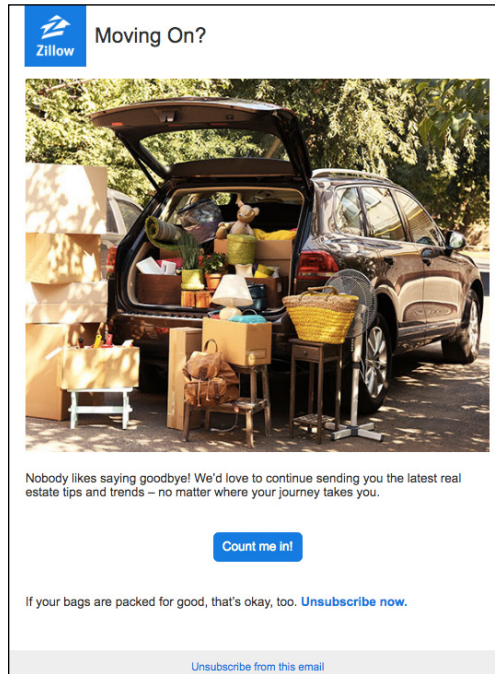 Zillow
Moving On?
Nobody likes saying goodbye! We'd love to continue sending you the latest real
estate tips and trends – no matter where your journey takes you.
Count me in!
If your bags are packed for good, that's okay, too. Unsubscribe now.
Unsubscribe from this email